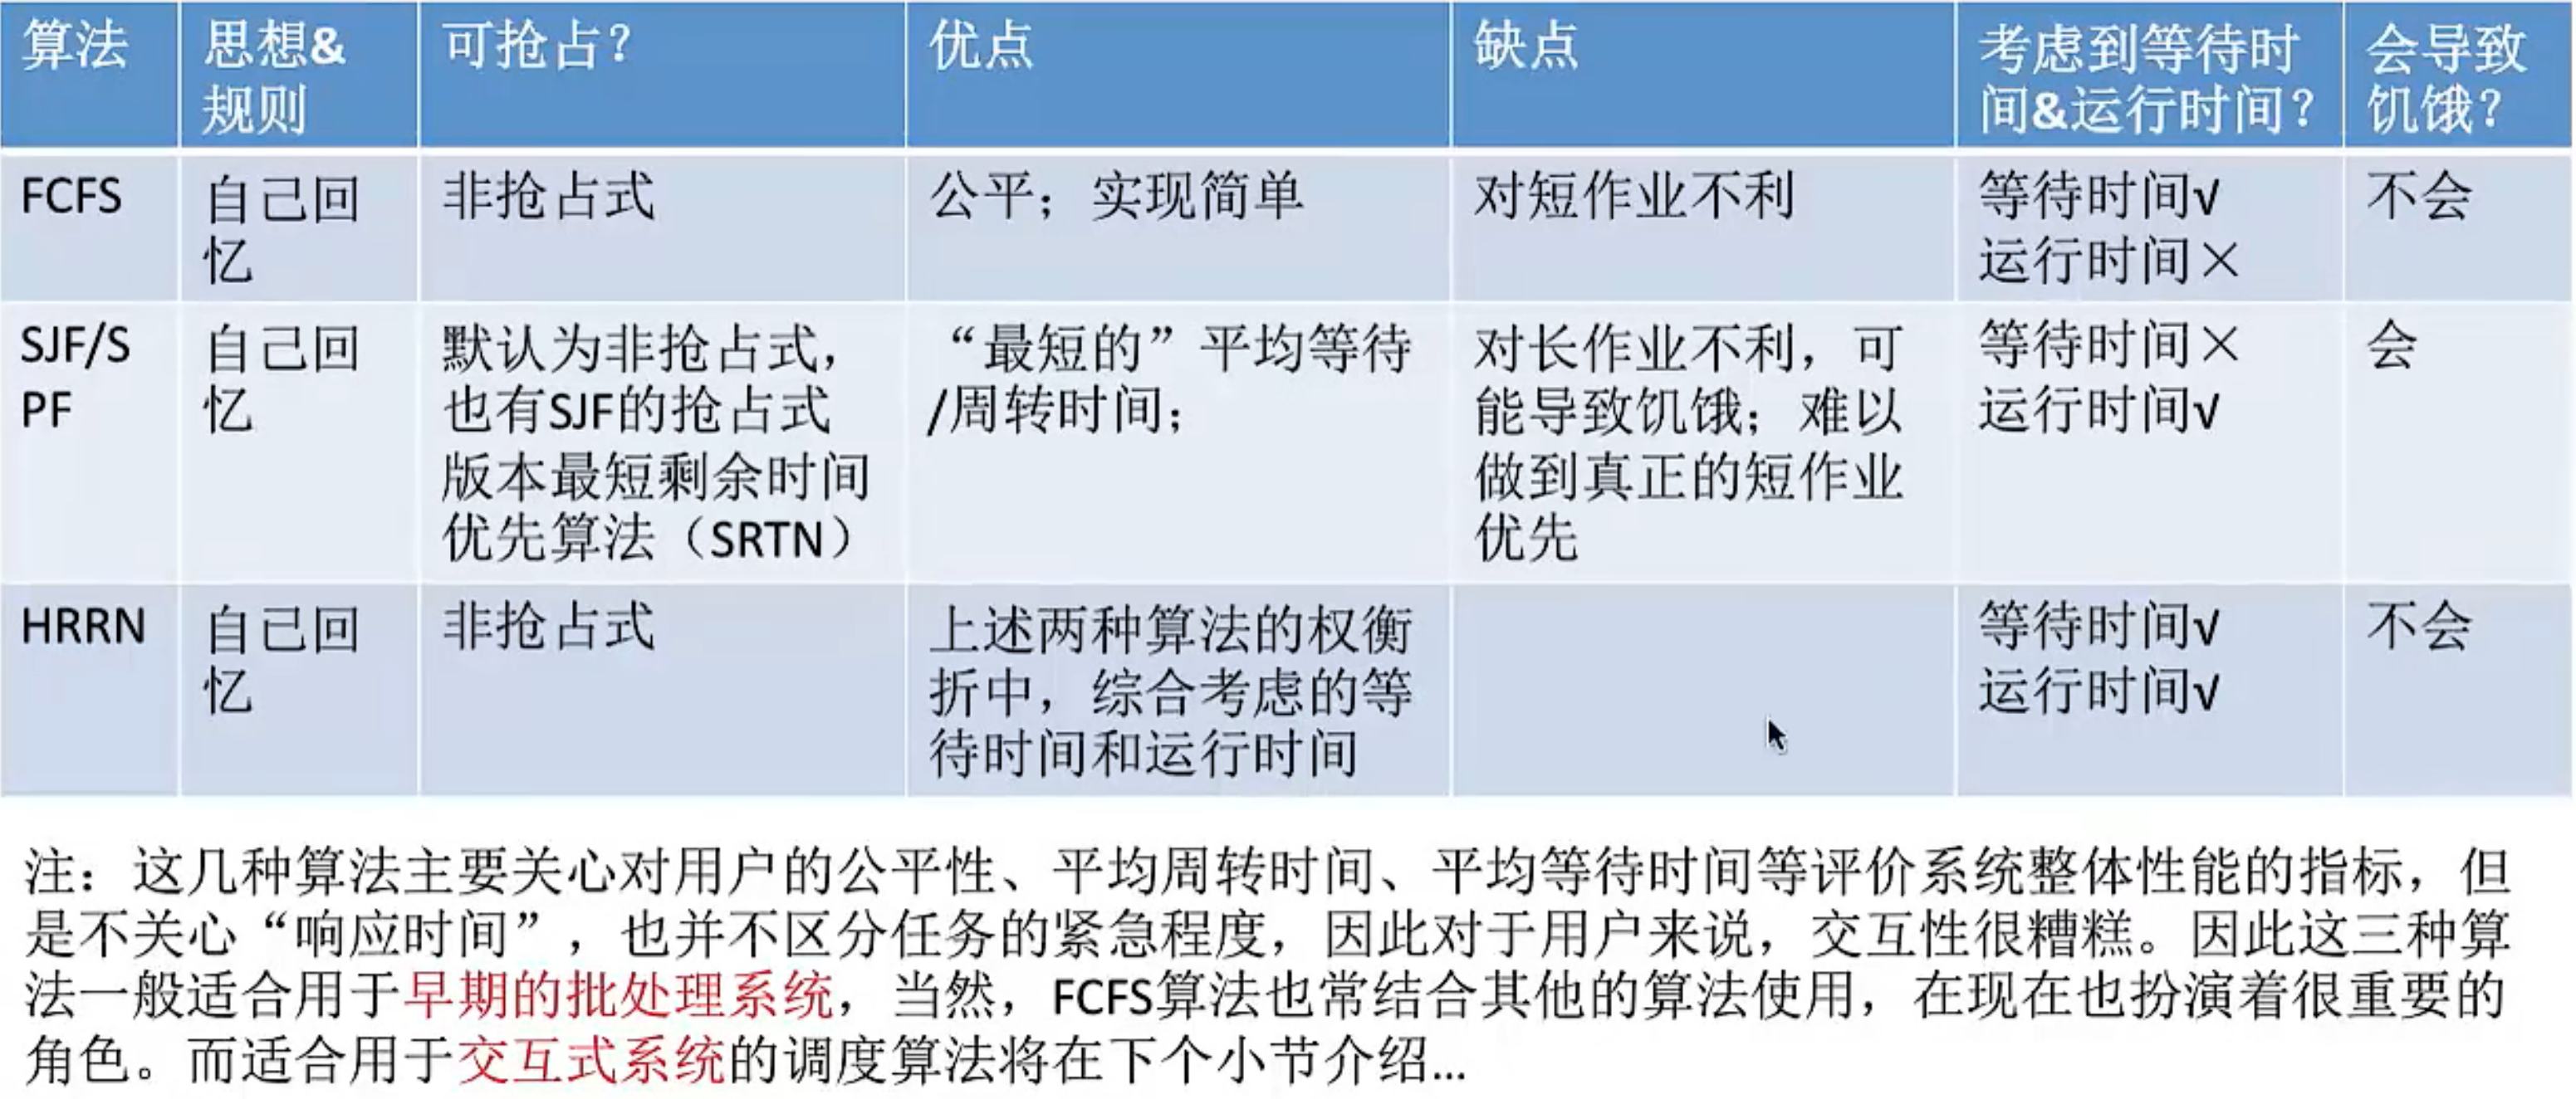 算法
思想&
规则
可抢占？
优点
缺点
考虑到等待时
间&运行时间？
会导致
饥饿？
FCFS
自己回
忆
非抢占式
公平；实现简单
对短作业不利
等待时间√
运行时间×
不会
SJF/S
PF
自己回
忆
默认为非抢占式，
也有SJF的抢占式
版本最短剩余时间
优先算法（SRTN）
“最短的”平均等待
/周转时间；
对长作业不利，可
能导致饥饿；难以
做到真正的短作业
优先
等待时间×
运行时间√
会
HRRN
自己回
忆
非抢占式
上述两种算法的权衡
折中，综合考虑的等
待时间和运行时间
等待时间√
运行时间√
不会
注：这几种算法主要关心对用户的公平性、平均周转时间、平均等待时间等评价系统整体性能的指标，但
是不关心“响应时间”，也并不区分任务的紧急程度，因此对于用户来说，交互性很糟糕。因此这三种算
法一般适合用于早期的批处理系统，当然，FCFS算法也常结合其他的算法使用，在现在也扮演着很重要的
角色。而适合用于交互式系统的调度算法将在下个小节介绍...